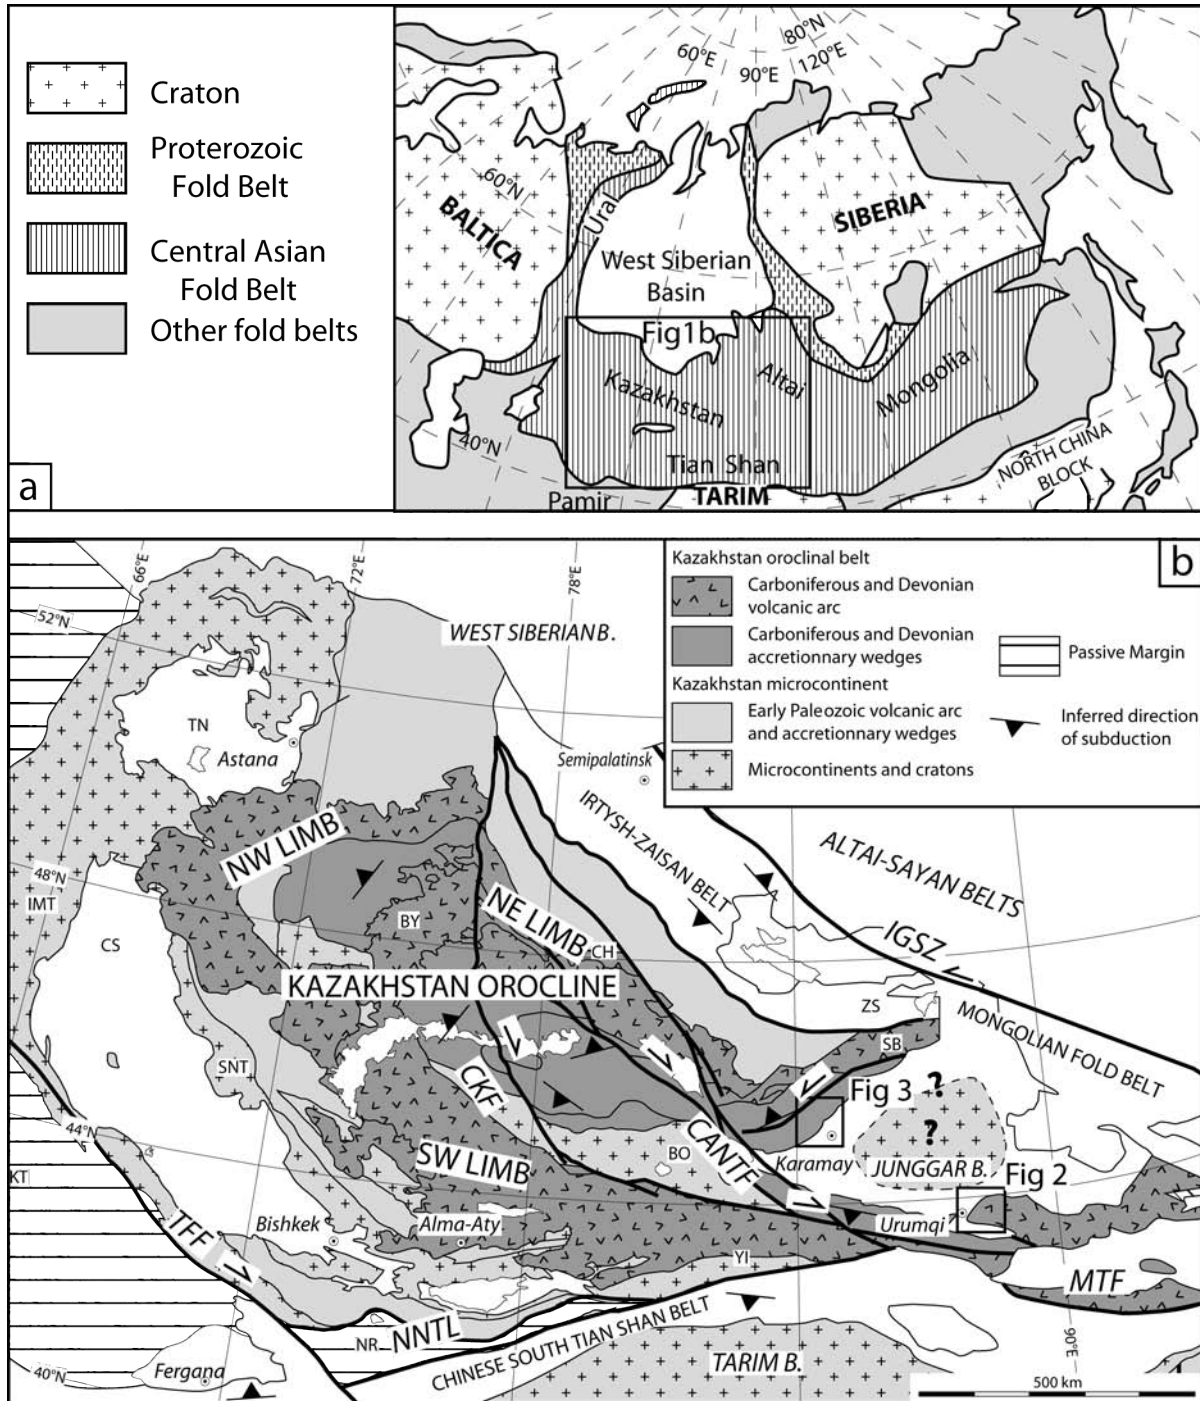 Craton
Proterozoic
Fold Belt
Central Asian
Fold Belt
Other fold belts
a
60°E
80°N
90°E
120°E
60°N
BALTICA
Ural
SIBERIA
West Siberian
Basin
Fig1b
Kazakhstan
Altai
Mongolia
40°N
Tian Shan
NORTH CHINA
BLOCK
Pamir
TARIM
b
Kazakhstan oroclinal belt
Carboniferous and Devonian
volcanic arc
Carboniferous and Devonian
accretionnary wedges
Kazakhstan microcontinent
Early Paleozoic volcanic arc
and accretionnary wedges
Microcontinents and cratons
Passive Margin
Inferred direction
of subduction
66°E
72°E
78°E
52°N
WEST SIBERIAN B.
TN
Astana
Semipalatinsk
IRTYSH-ZAISAN BELT
ALTAI-SAYAN BELTS
NW LIMB
48°N
IMT
CS
BY
NE LIMB
CH
IGSZ
KAZAKHSTAN OROCLINE
ZS
MONGOLIAN FOLD BELT
SB
SNT
CKF
Fig 3
?
?
44°N
CANTF
Karamay
JUNGGAR B.
KT
SW LIMB
BO
Fig 2
TFF
Bishkek
Alma-Aty
Urumqi
YI
MTF
NR
NNTL
CHINESE SOUTH TIAN SHAN BELT
90°E
40°N
Fergana
TARIM B.
500 km